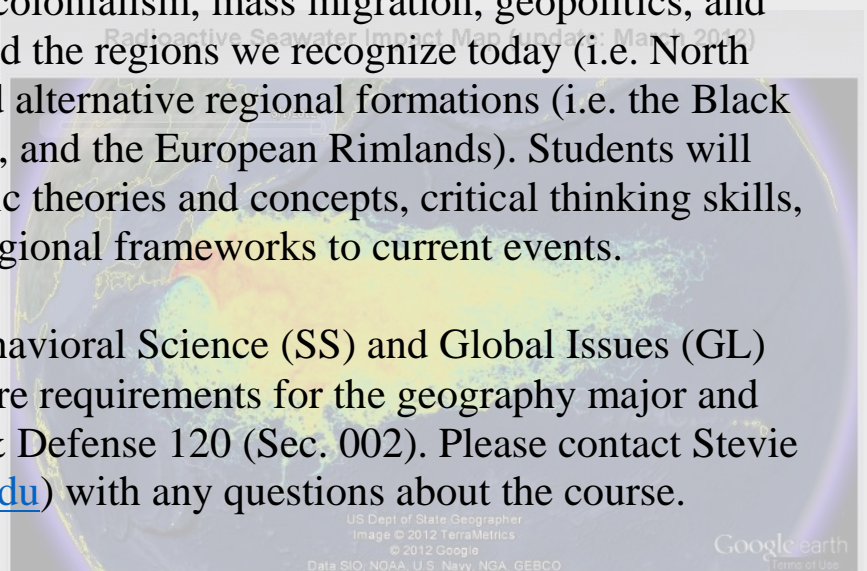 colonialism, mass migration, geopolitics, and
Radioactive Seawater Impact Map (update: March 2012)
d the regions we recognize today (i.e. North
alternative regional formations (i.e. the Black
, and the European Rimlands). Students will
c theories and concepts, critical thinking skills,
gional frameworks to current events.
avioral Science (SS) and Global Issues (GL)
re requirements for the geography major and
Defense 120 (Sec. 002). Please contact Stevie
du) with any questions about the course.
US Dept of State Geographer
Image © 2012 TerraMetrics
© 2012 Google
Data SIO, NOAA, U.S. Navy, NGA, GEBCO
Google earth
Terms of Use